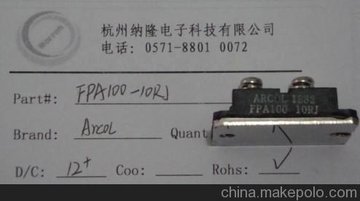 杭州纳隆电子科技有限公司
电话: 0571-8801 0072
Part#: FPA100-10RJ
Brand: Arcol Quant
ARCOL 1232
FPA100 10RJ
D/C: 12+ Coo: Rohs: ✓
china.makepolo.com